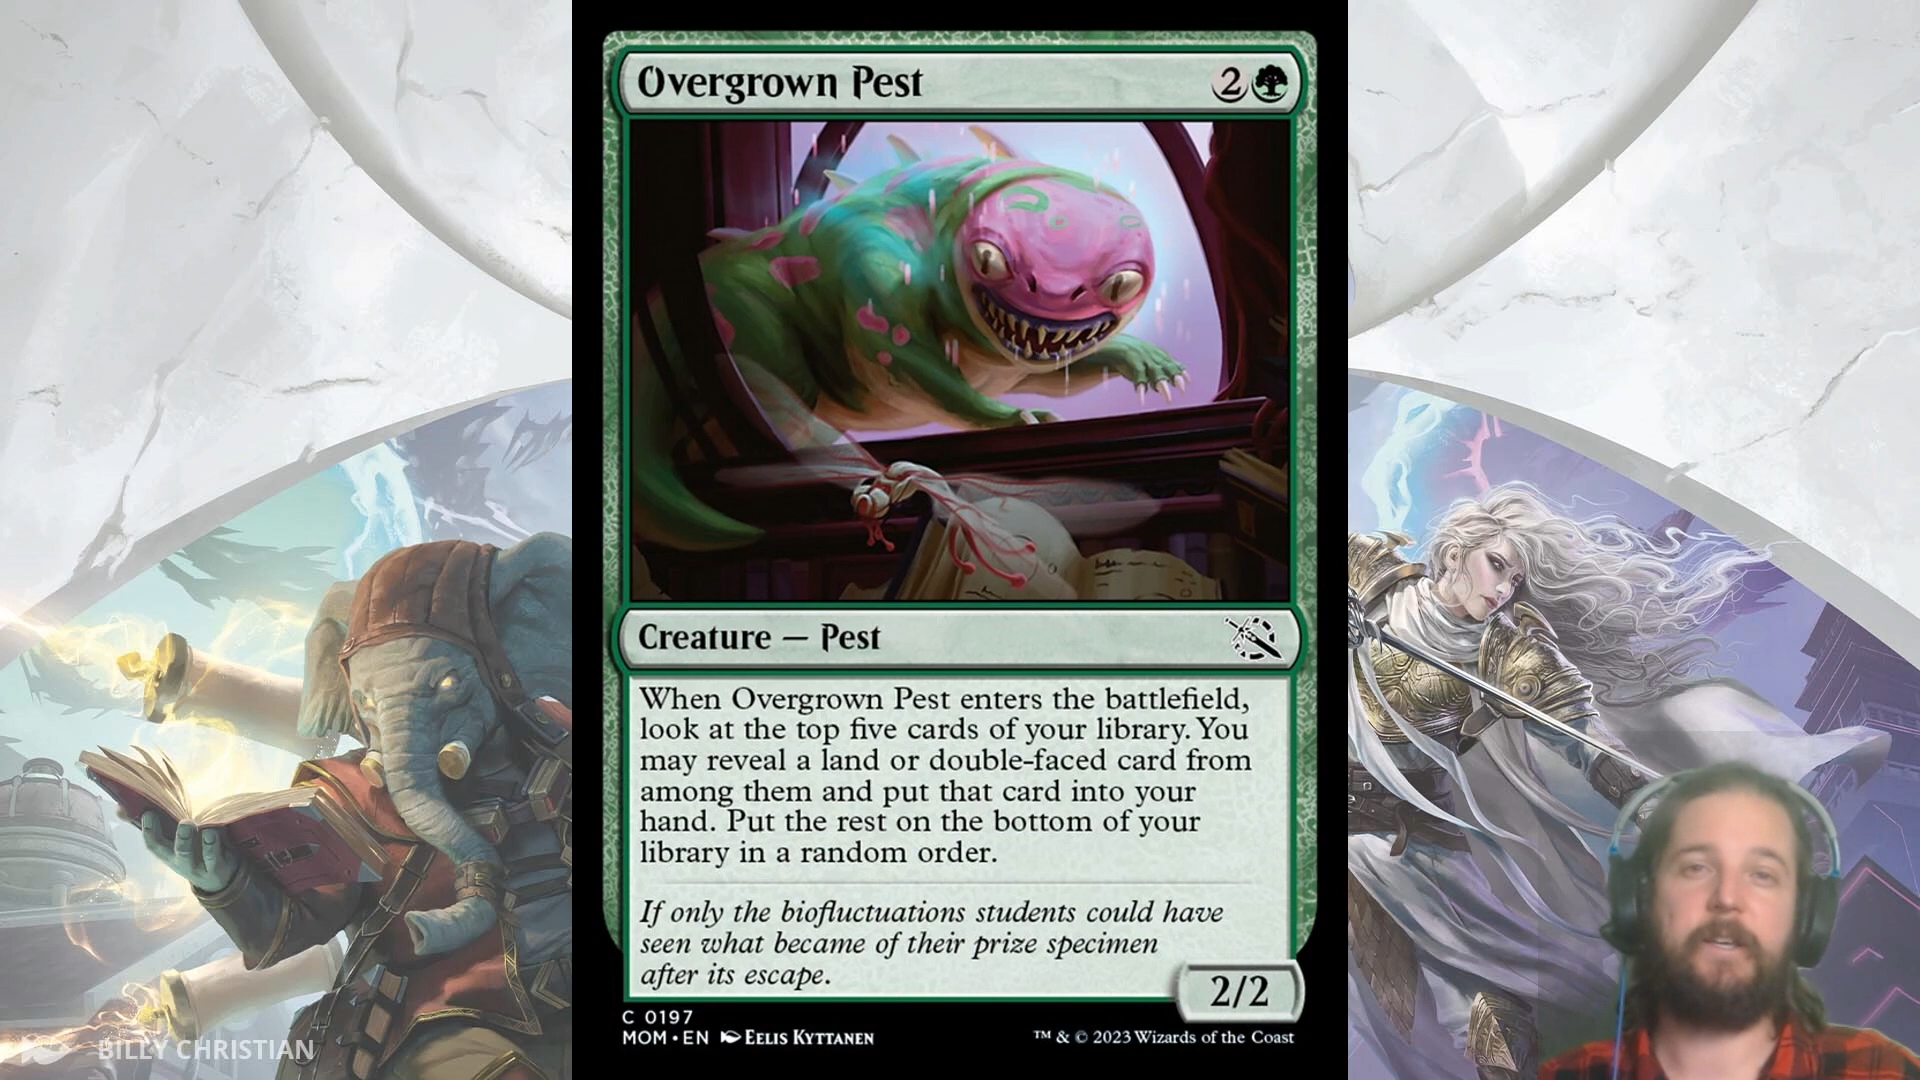 Overgrown Pest 2
Creature — Pest
When Overgrown Pest enters the battlefield,
look at the top five cards of your library. You
may reveal a land or double-faced card from
among them and put that card into your
hand. Put the rest on the bottom of your
library in a random order.
If only the biofluctuations students could have
seen what became of their prize specimen
after its escape.
2/2
C 0197
MOM • EN EELIS KYTTANEN
™ & © 2023 Wizards of the Coast
BILLY CHRISTIAN